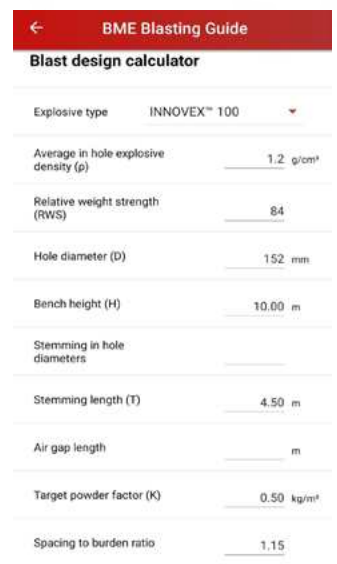 ← BME Blasting Guide
Blast design calculator
Explosive type INNOVEX™ 100
Average in hole explosive
density (ρ) 1.2 g/cm³
Relative weight strength
(RWS) 84
Hole diameter (D) 152 mm
Bench height (H) 10.00 m
Stemming in hole
diameters
Stemming length (T) 4.50 m
Air gap length m
Target powder factor (K) 0.50 kg/m³
Spacing to burden ratio 1.15